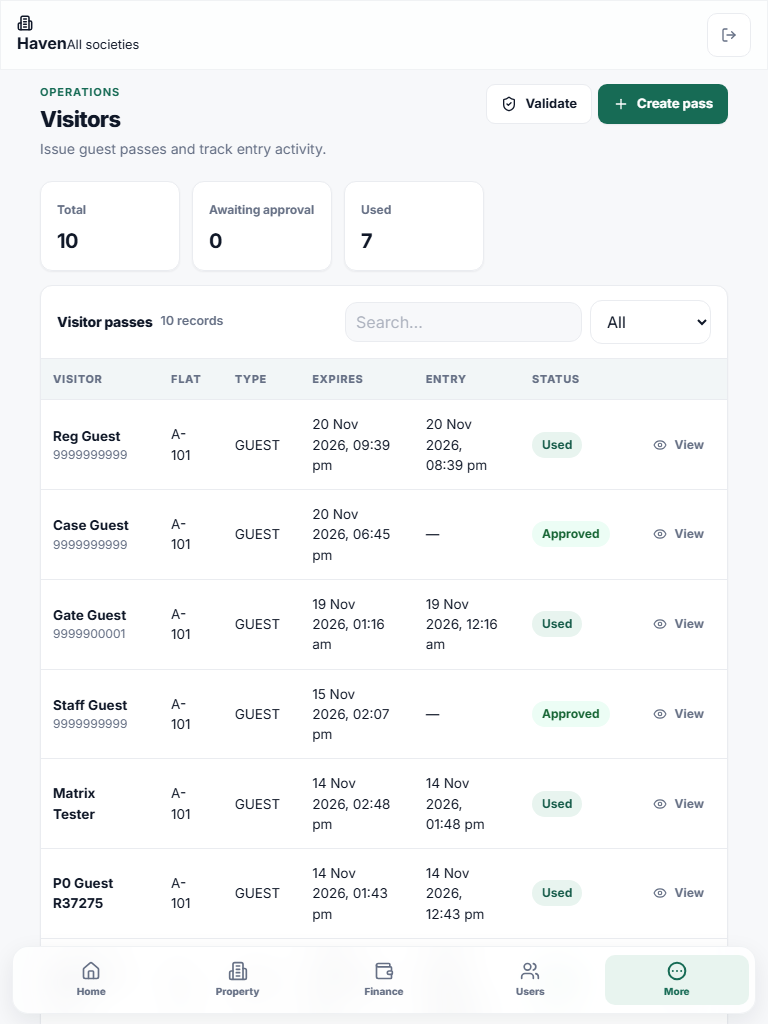 HavenAll societies
OPERATIONS
Visitors
Issue guest passes and track entry activity.
Validate
Create pass
Total
10
Awaiting approval
0
Used
7
Visitor passes 10 records
Search...
All
VISITOR FLAT TYPE EXPIRES ENTRY STATUS
Reg Guest
9999999999
A-
101
GUEST
20 Nov
2026, 09:39
pm
20 Nov
2026,
08:39 pm
Used
View
Case Guest
9999999999
A-
101
GUEST
20 Nov
2026, 06:45
pm
—
Approved
View
Gate Guest
9999900001
A-
101
GUEST
19 Nov
2026, 01:16
am
19 Nov
2026, 12:16
am
Used
View
Staff Guest
9999999999
A-
101
GUEST
15 Nov
2026, 02:07
pm
—
Approved
View
Matrix
Tester
A-
101
GUEST
14 Nov
2026, 02:48
pm
14 Nov
2026,
01:48 pm
Used
View
P0 Guest
R37275
A-
101
GUEST
14 Nov
2026, 01:43
pm
14 Nov
2026,
12:43 pm
Used
View
Home
Property
Finance
Users
More